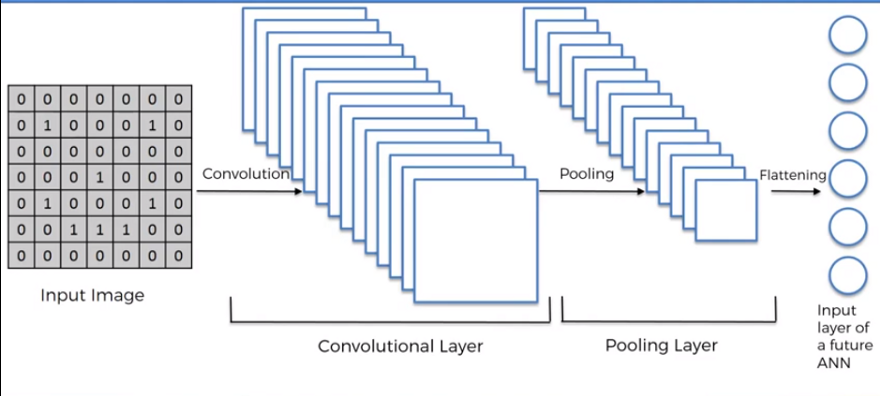 0 0 0 0 0 0 0
0 1 0 0 0 1 0
0 0 0 0 0 0 0
0 0 0 1 0 0 0
0 1 0 0 0 1 0
0 0 1 1 1 0 0
0 0 0 0 0 0 0
Input Image
Convolution
Convolutional Layer
Pooling
Pooling Layer
Flattening
Input
layer of
a future
ANN